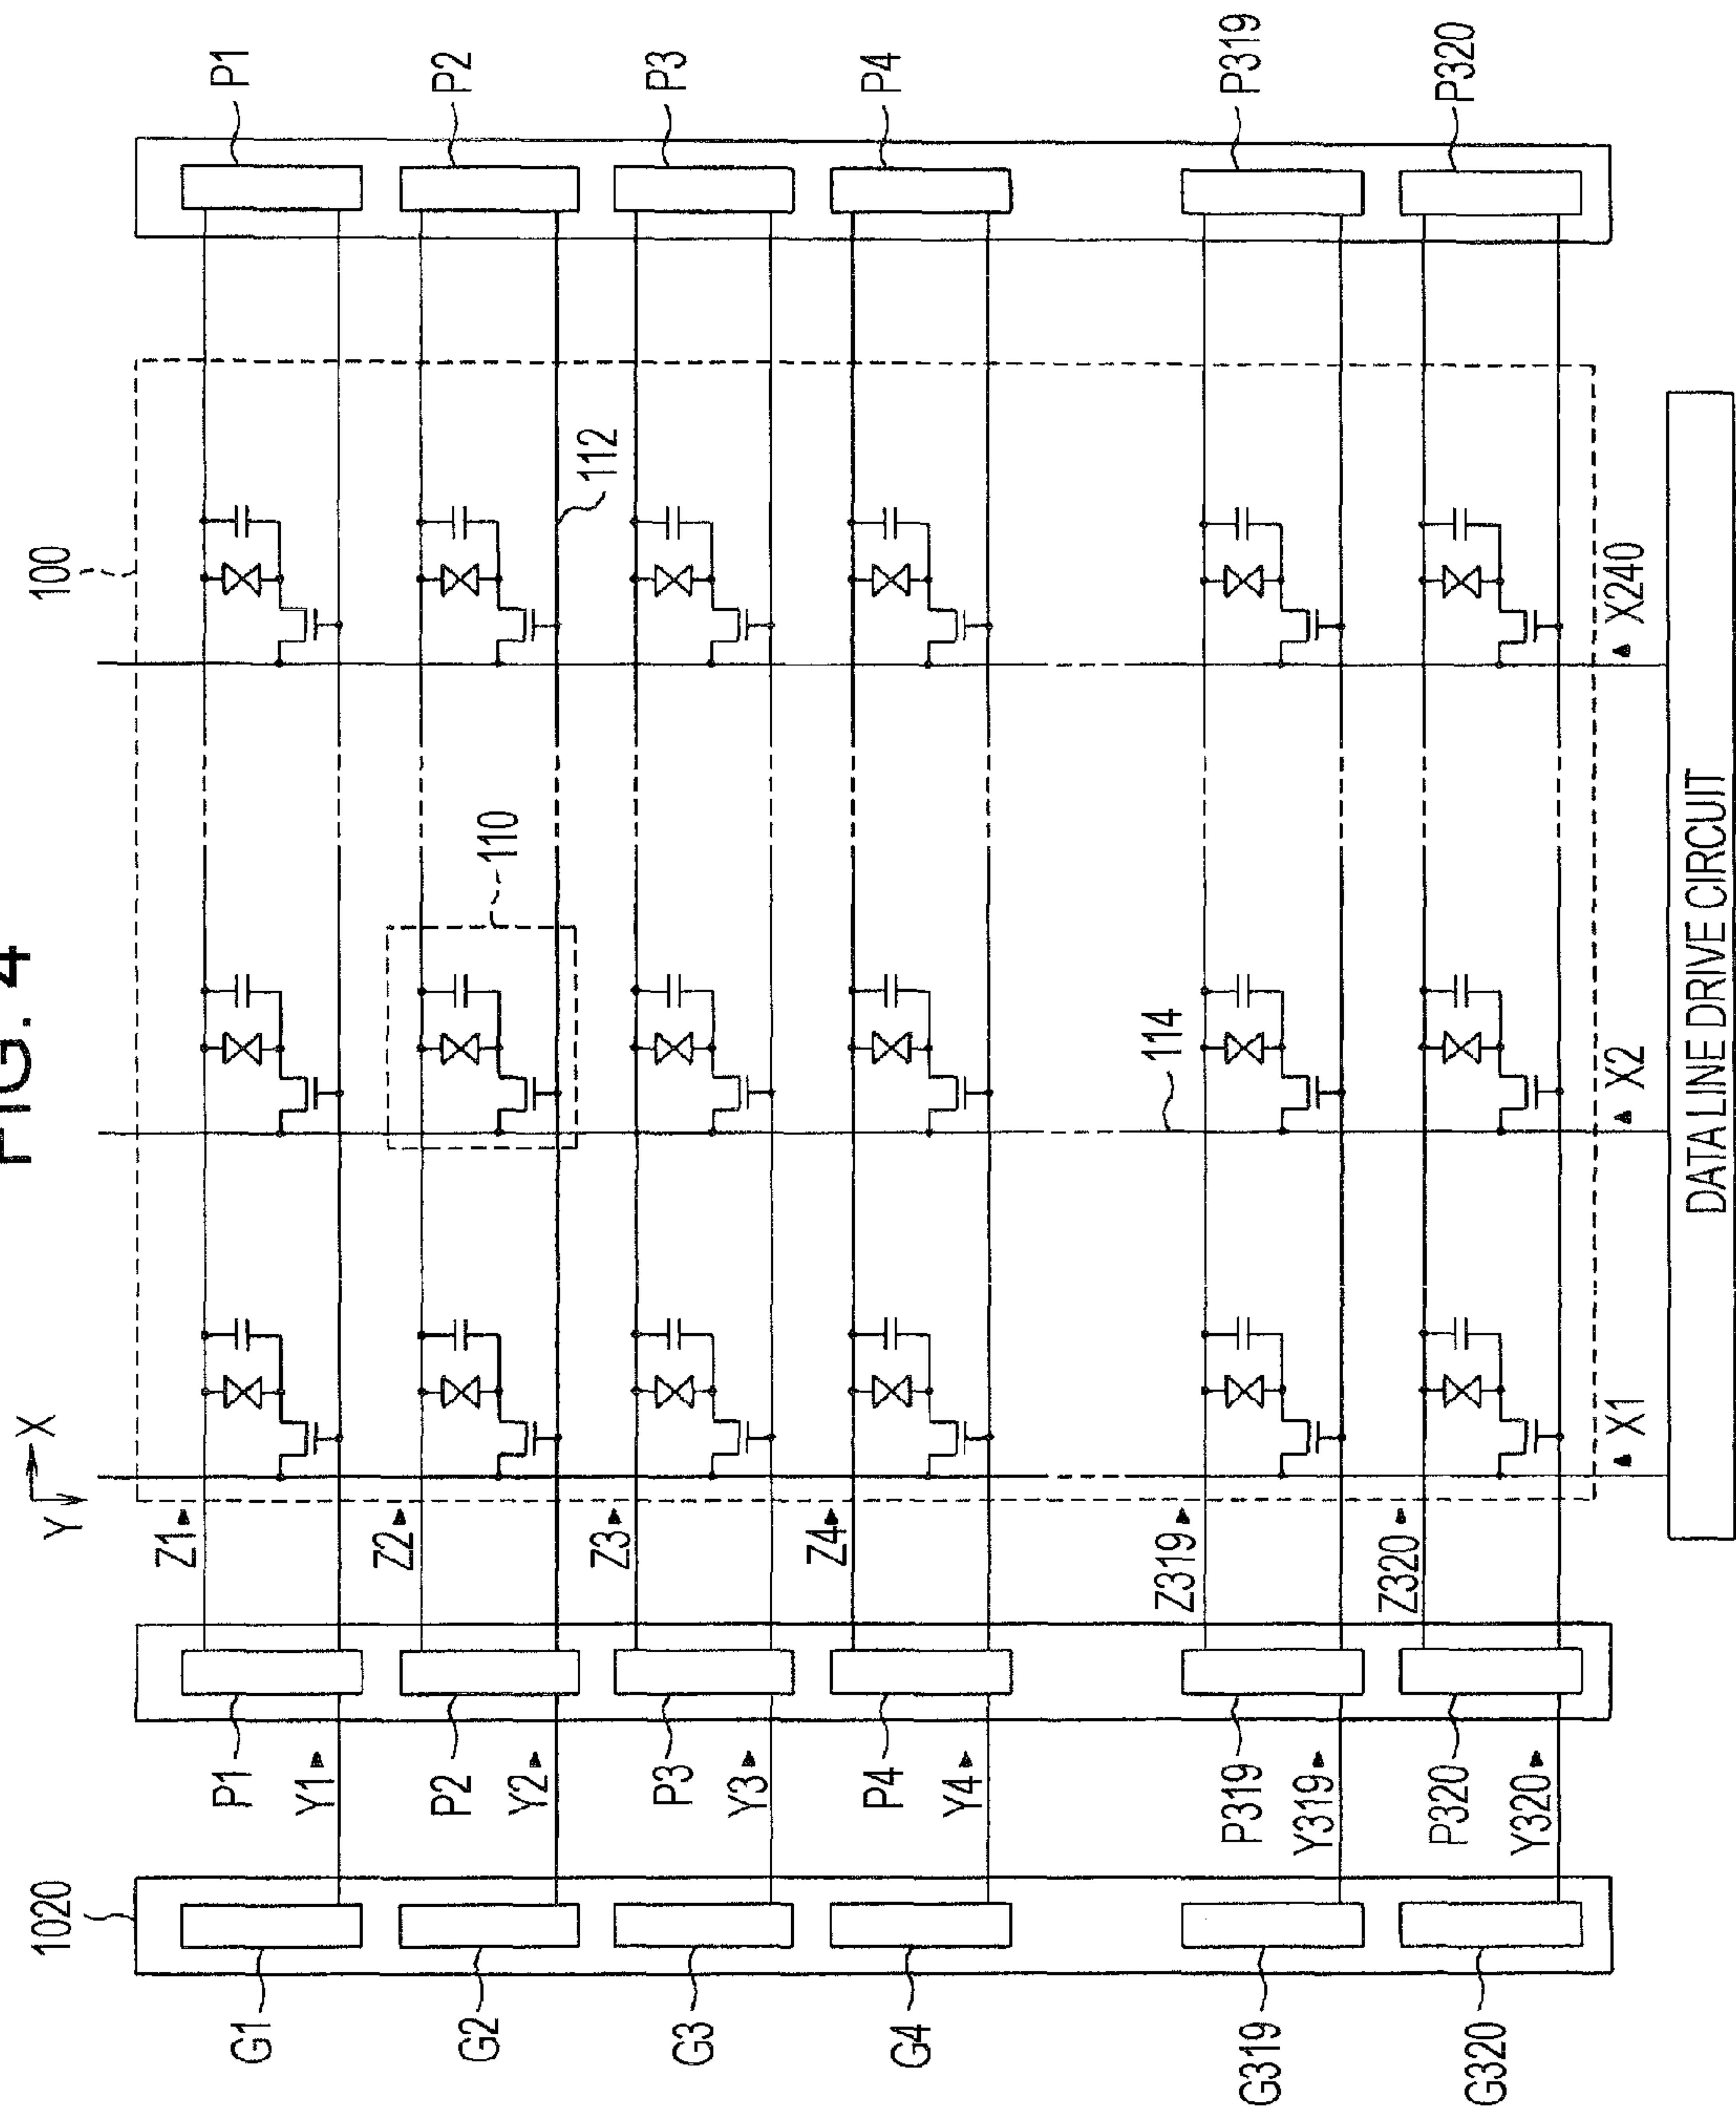 FIG. 4
X
Y
1020
100
Z1
G1
P1
P1
Y1
Z2
G2
P2
P2
110
Y2
112
Z3
G3
P3
P3
Y3
Z4
G4
P4
P4
Y4
114
Z319
G319
P319
P319
Y319
Z320
G320
P320
P320
Y320
X1
X2
X240
DATA LINE DRIVE CIRCUIT